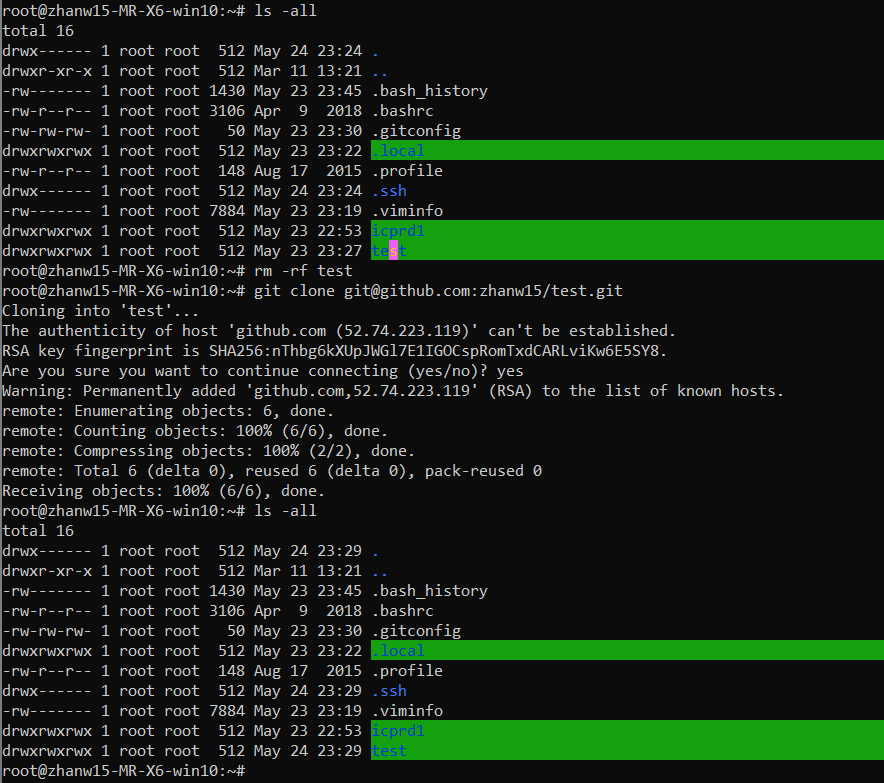 root@zhanw15-MR-X6-win10:~# ls -all
total 16
drwx------ 1 root root  512 May 24 23:24 .
drwxr-xr-x 1 root root  512 Mar 11 13:21 ..
-rw------- 1 root root 1430 May 23 23:45 .bash_history
-rw-r--r-- 1 root root 3106 Apr  9  2018 .bashrc
-rw-rw-rw- 1 root root   50 May 23 23:30 .gitconfig
drwxrwxrwx 1 root root  512 May 23 23:22 .local
-rw-r--r-- 1 root root  148 Aug 17  2015 .profile
drwx------ 1 root root  512 May 24 23:24 .ssh
-rw------- 1 root root 7884 May 23 23:19 .viminfo
drwxrwxrwx 1 root root  512 May 23 22:53 icprd1
drwxrwxrwx 1 root root  512 May 23 23:27 test
root@zhanw15-MR-X6-win10:~# rm -rf test
root@zhanw15-MR-X6-win10:~# git clone git@github.com:zhanw15/test.git
Cloning into 'test'...
The authenticity of host 'github.com (52.74.223.119)' can't be established.
RSA key fingerprint is SHA256:nThbg6kXUpJWGl7E1IGOCspRomTxdCARLviKw6E5SY8.
Are you sure you want to continue connecting (yes/no)? yes
Warning: Permanently added 'github.com,52.74.223.119' (RSA) to the list of known hosts.
remote: Enumerating objects: 6, done.
remote: Counting objects: 100% (6/6), done.
remote: Compressing objects: 100% (2/2), done.
remote: Total 6 (delta 0), reused 6 (delta 0), pack-reused 0
Receiving objects: 100% (6/6), done.
root@zhanw15-MR-X6-win10:~# ls -all
total 16
drwx------ 1 root root  512 May 24 23:29 .
drwxr-xr-x 1 root root  512 Mar 11 13:21 ..
-rw------- 1 root root 1430 May 23 23:45 .bash_history
-rw-r--r-- 1 root root 3106 Apr  9  2018 .bashrc
-rw-rw-rw- 1 root root   50 May 23 23:30 .gitconfig
drwxrwxrwx 1 root root  512 May 23 23:22 .local
-rw-r--r-- 1 root root  148 Aug 17  2015 .profile
drwx------ 1 root root  512 May 24 23:29 .ssh
-rw------- 1 root root 7884 May 23 23:19 .viminfo
drwxrwxrwx 1 root root  512 May 23 22:53 icprd1
drwxrwxrwx 1 root root  512 May 24 23:29 test
root@zhanw15-MR-X6-win10:~#